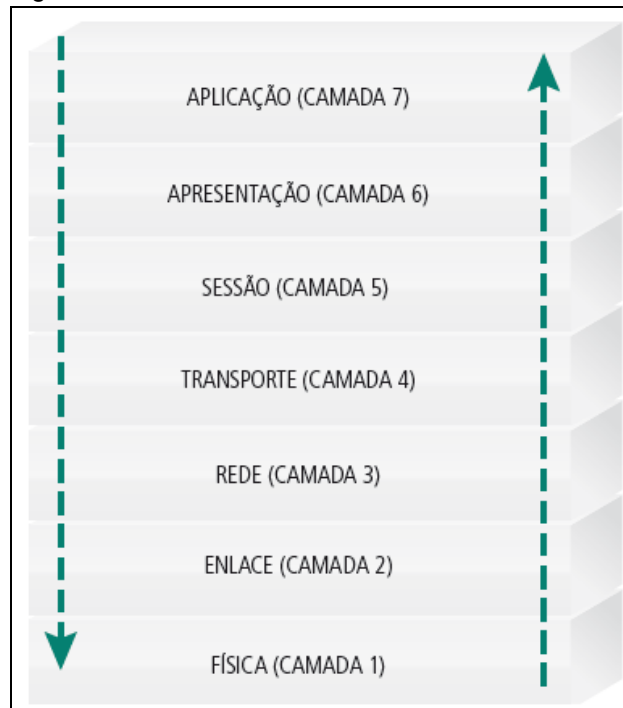 APLICAÇÃO (CAMADA 7)
APRESENTAÇÃO (CAMADA 6)
SESSÃO (CAMADA 5)
TRANSPORTE (CAMADA 4)
REDE (CAMADA 3)
ENLACE (CAMADA 2)
FÍSICA (CAMADA 1)